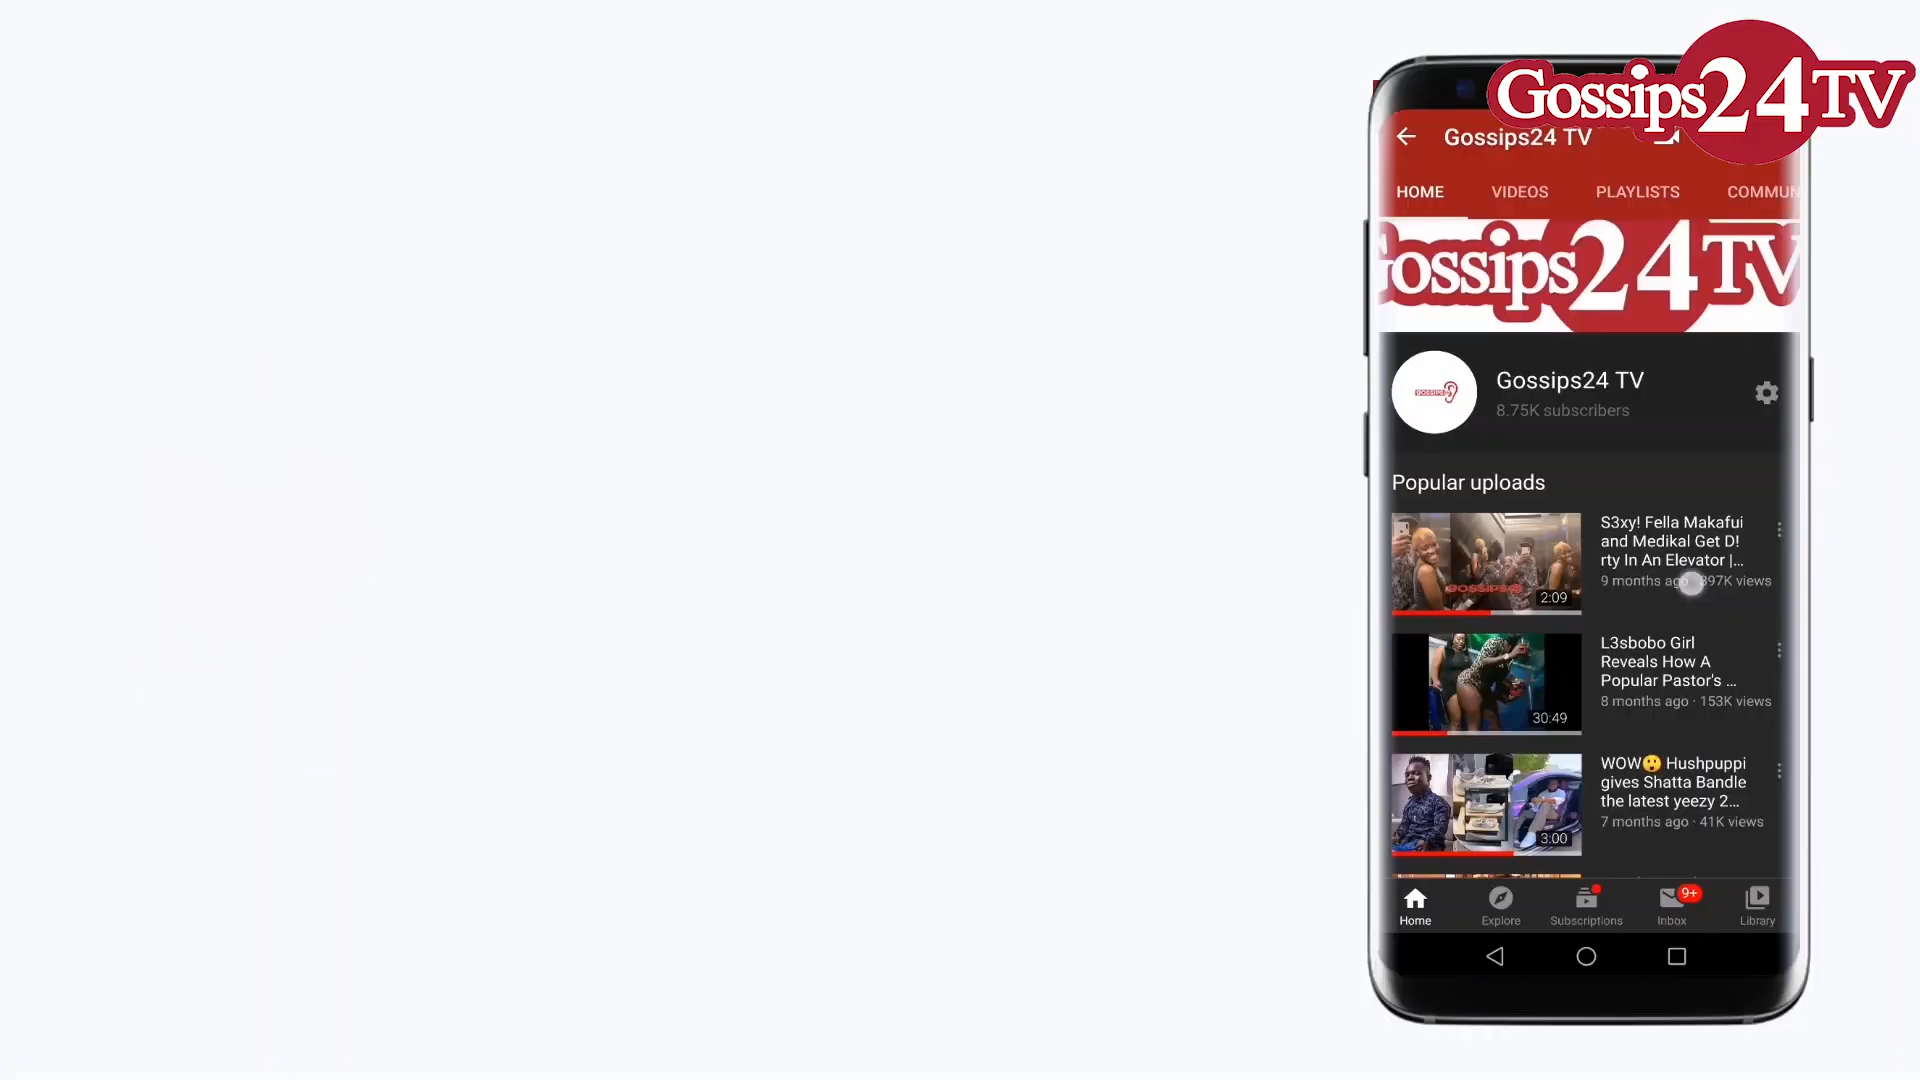 Gossips24TV
Gossips24 TV
HOME VIDEOS PLAYLISTS COMMUN
Gossips24TV
Gossips24 TV
8.75K subscribers
Popular uploads
S3xy! Fella Makafui
and Medikal Get D!
rty In An Elevator |...
9 months ago 397K views
GOSSIPS24
2:09
L3sbobo Girl
Reveals How A
Popular Pastor's ...
8 months ago · 153K views
30:49
WOW😲 Hushpuppi
gives Shatta Bandle
the latest yeezy 2...
7 months ago · 41K views
3:00
9+
Home Explore Subscriptions Inbox Library